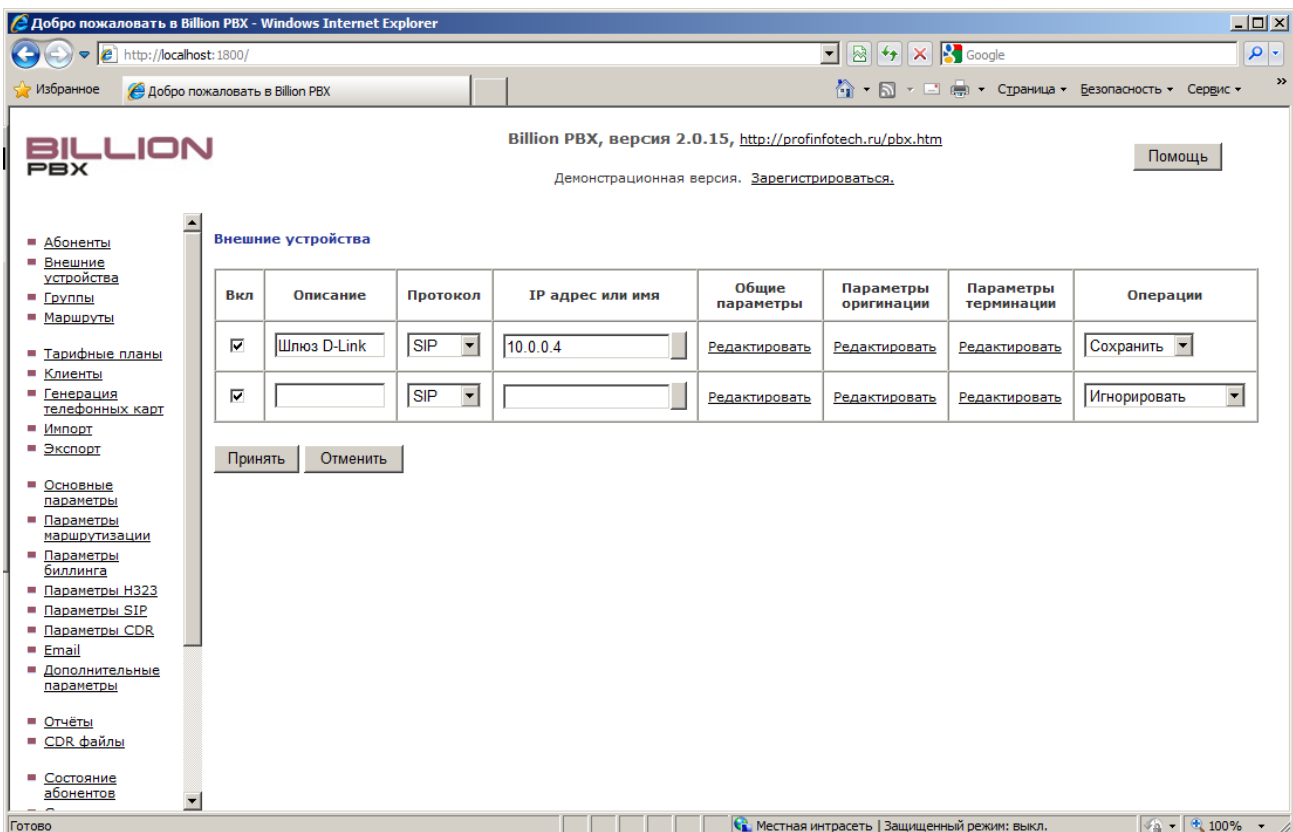 Добро пожаловать в Billion PBX - Windows Internet Explorer
http://localhost:1800/
Google
Избранное
Добро пожаловать в Billion PBX
Страница
Безопасность
Сервис
BILLION
PBX
Billion PBX, версия 2.0.15, http://profinfotech.ru/pbx.htm
Демонстрационная версия. Зарегистрироваться.
Помощь
Абоненты
Внешние
устройства
Группы
Маршруты
Тарифные планы
Клиенты
Генерация
телефонных карт
Импорт
Экспорт
Основные
параметры
Параметры
маршрутизации
Параметры
биллинга
Параметры H323
Параметры SIP
Параметры CDR
Email
Дополнительные
параметры
Отчёты
CDR файлы
Состояние
абонентов
Внешние устройства
Вкл Описание Протокол IP адрес или имя Общие параметры Параметры оригинации Параметры терминации Операции
Шлюз D-Link SIP 10.0.0.4 Редактировать Редактировать Редактировать Сохранить
SIP Редактировать Редактировать Редактировать Игнорировать
Принять Отменить
Готово
Местная интрасеть | Защищенный режим: выкл.
100%